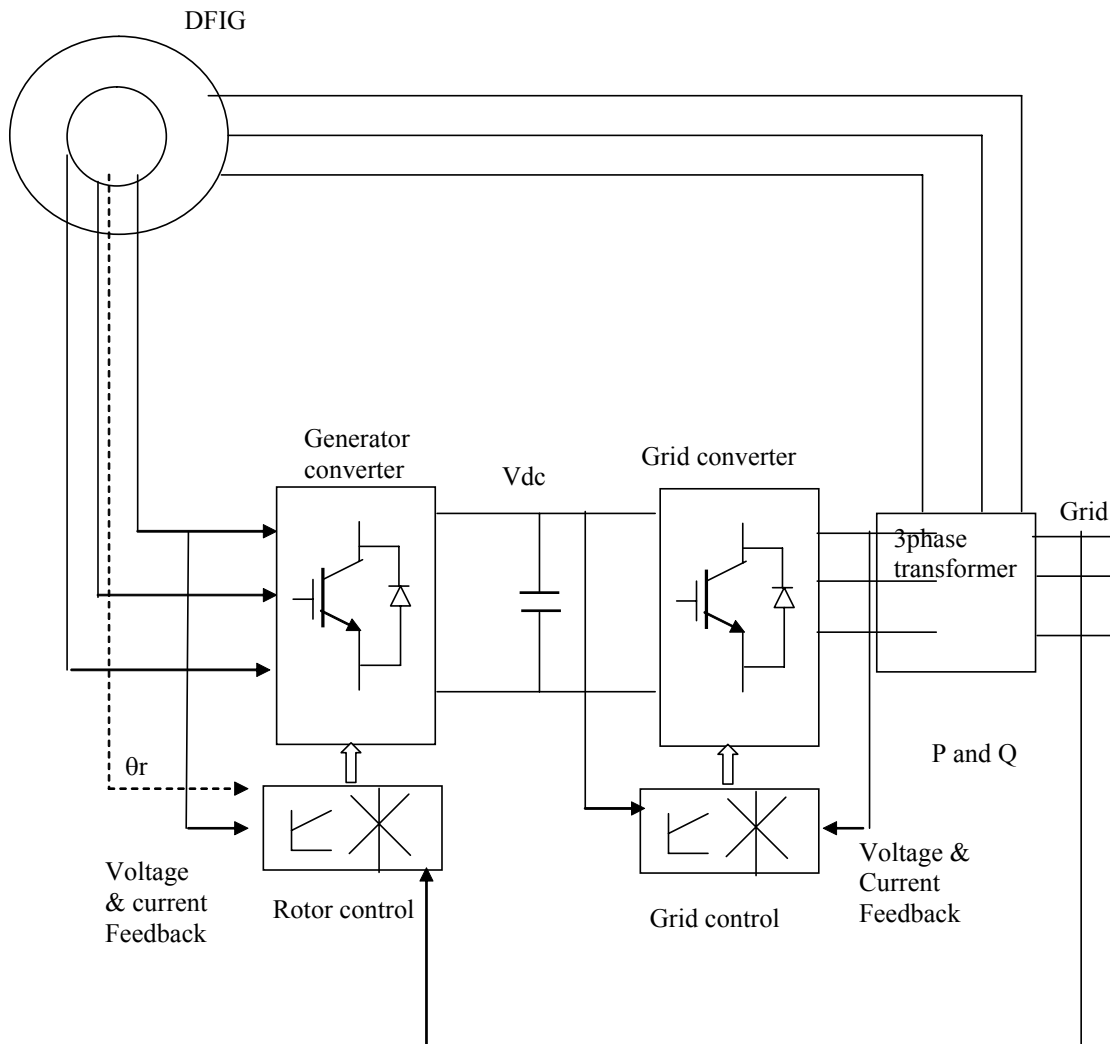 DFIG
Generator
converter
Vdc
Grid converter
Grid
3phase
transformer
θr
P and Q
Voltage
& current
Feedback
Rotor control
Grid control
Voltage &
Current
Feedback